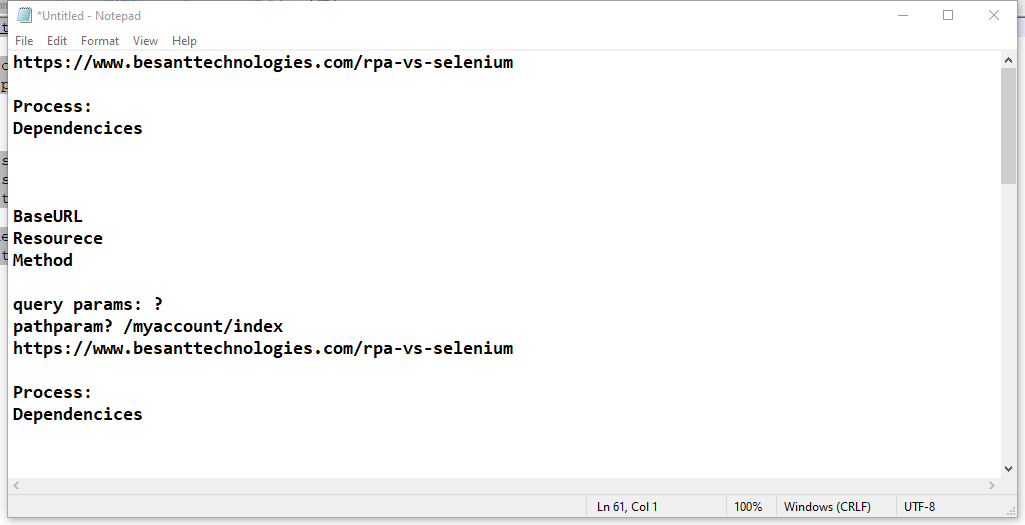 *Untitled - Notepad
File Edit Format View Help
https://www.besanttechnologies.com/rpa-vs-selenium
Process:
Dependencices
BaseURL
Resourece
Method
query params: ?
pathparam? /myaccount/index
https://www.besanttechnologies.com/rpa-vs-selenium
Process:
Dependencices
Ln 61, Col 1 100% Windows (CRLF) UTF-8